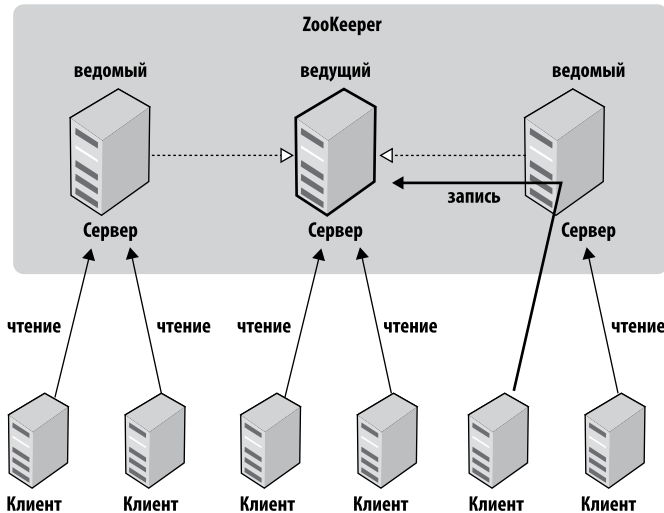 ZooKeeper
ведомый ведущий ведомый
запись
Сервер Сервер Сервер
чтение чтение чтение чтение чтение
Клиент Клиент Клиент Клиент Клиент Клиент